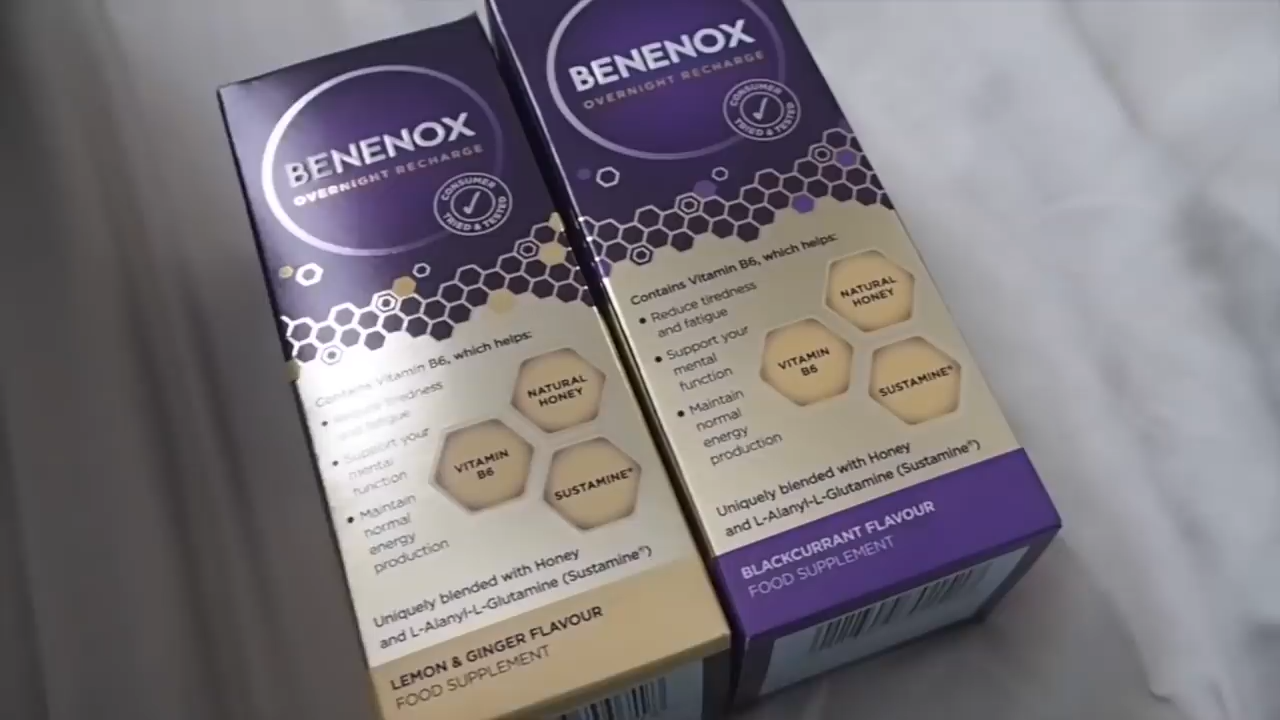 BENENOX
OVERNIGHT RECHARGE
CONSUMER
TRIED & TESTED
Contains Vitamin B6, which helps:
• Reduce tiredness
and fatigue
• Support your
mental
function
• Maintain
normal
energy
production
NATURAL
HONEY
VITAMIN
B6
SUSTAMINE®
Uniquely blended with Honey
and L-Alanyl-L-Glutamine (Sustamine®)
LEMON & GINGER FLAVOUR
FOOD SUPPLEMENT
BENENOX
OVERNIGHT RECHARGE
CONSUMER
TRIED & TESTED
Contains Vitamin B6, which helps:
• Reduce tiredness
and fatigue
• Support your
mental
function
• Maintain
normal
energy
production
NATURAL
HONEY
VITAMIN
B6
SUSTAMINE®
Uniquely blended with Honey
and L-Alanyl-L-Glutamine (Sustamine®)
BLACKCURRANT FLAVOUR
FOOD SUPPLEMENT